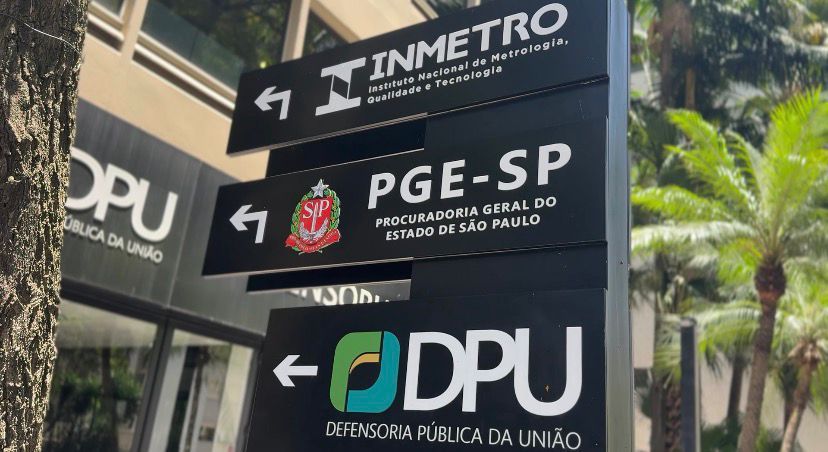 INMETRO
Instituto Nacional de Metrologia,
Qualidade e Tecnologia
SP
PGE-SP
PROCURADORIA GERAL DO
ESTADO DE SÃO PAULO
DPU
DEFENSORIA PÚBLICA DA UNIÃO
DPU
PÚBLICA DA UNIÃO